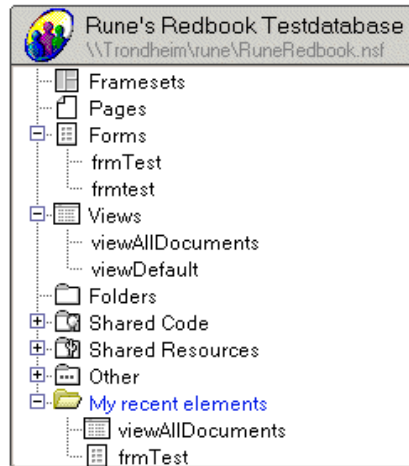 Rune's Redbook Testdatabase
\\Trondheim\rune\RuneRedbook.nsf
Framesets
Pages
Forms
frmTest
frmtest
Views
viewAllDocuments
viewDefault
Folders
Shared Code
Shared Resources
Other
My recent elements
viewAllDocuments
frmTest